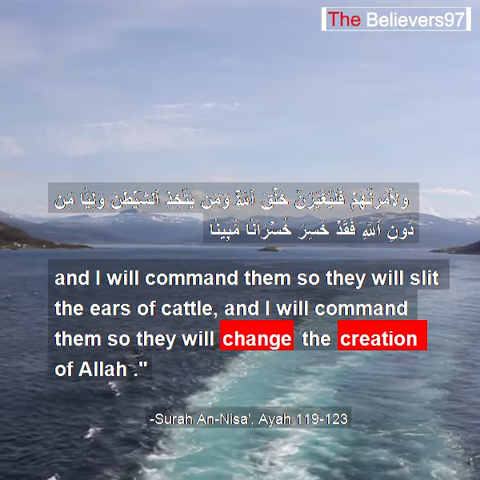 The Believers97
وَلَأٓمُرَنَّهُمْ فَلَيُغَيِّرُنَّ خَلْقَ ٱللَّهِۚ وَمَن يَتَّخِذِ ٱلشَّيْطَٰنَ وَلِيًّا مِّن
دُونِ ٱللَّهِ فَقَدْ خَسِرَ خُسْرَانًا مُّبِينًا
and I will command them so they will slit
the ears of cattle, and I will command
them so they will change the creation
of Allah ."
-Surah An-Nisa', Ayah 119-123